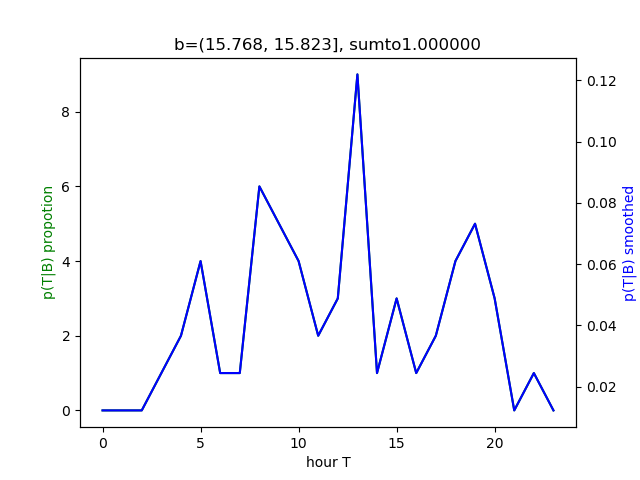 b=(15.768, 15.823], sumto1.000000
8
6
4
2
0
p(T|B) propotion
0.12
0.10
0.08
0.06
0.04
0.02
p(T|B) smoothed
0 5 10 15 20
hour T